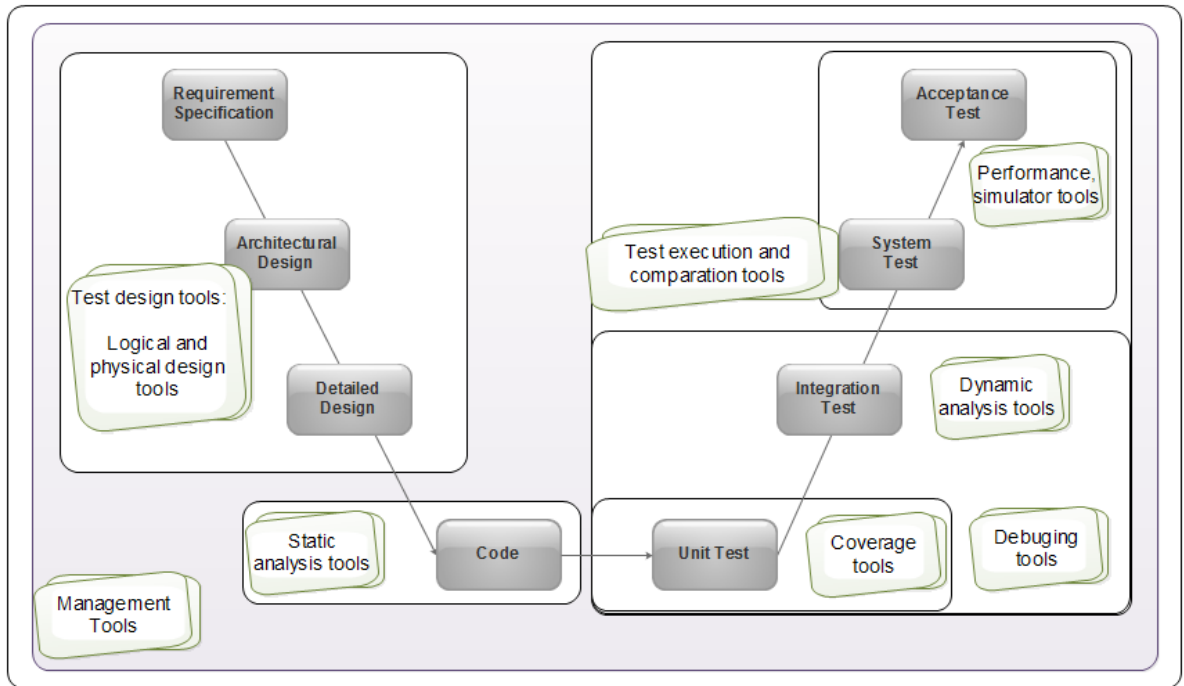 Requirement
Specification
Acceptance
Test
Performance,
simulator tools
Architectural
Design
Test execution and
comparation tools
System
Test
Test design tools:
Logical and
physical design
tools
Detailed
Design
Integration
Test
Dynamic
analysis tools
Static
analysis tools
Code
Unit Test
Coverage
tools
Debuging
tools
Management
Tools